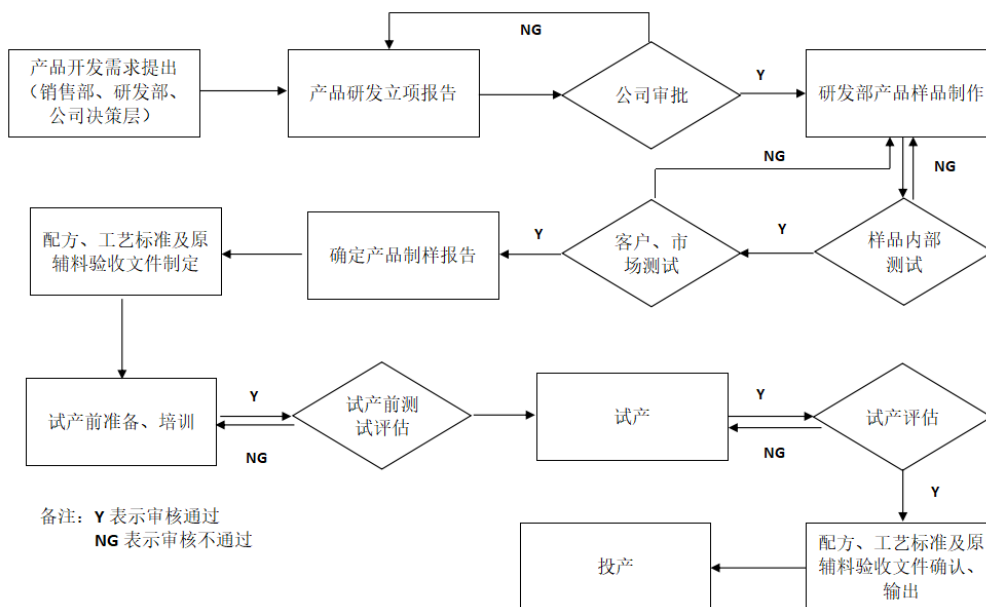 NG
产品开发需求提出
（销售部、研发部、
公司决策层）
产品研发立项报告
公司审批
Y
研发部产品样品制作
NG
NG
配方、工艺标准及原
辅料验收文件制定
确定产品制样报告
Y
客户、市
场测试
Y
样品内部
测试
试产前准备、培训
Y
NG
试产前测
试评估
试产
Y
NG
试产评估
Y
备注：Y 表示审核通过
NG 表示审核不通过
投产
配方、工艺标准及原
辅料验收文件确认、
输出